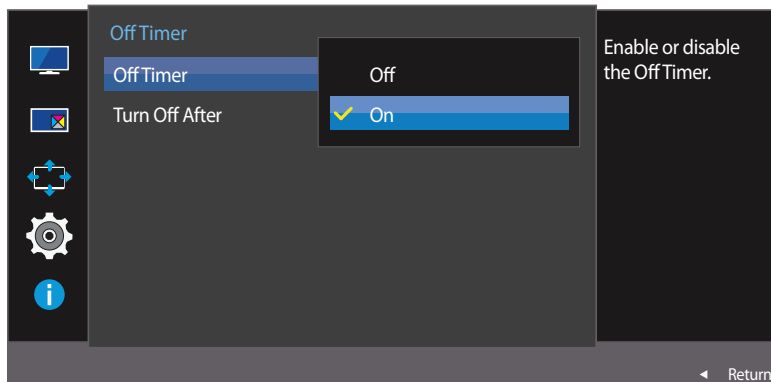 Off Timer
Off Timer
Off
Enable or disable
the Off Timer.
Turn Off After
On
i
Return